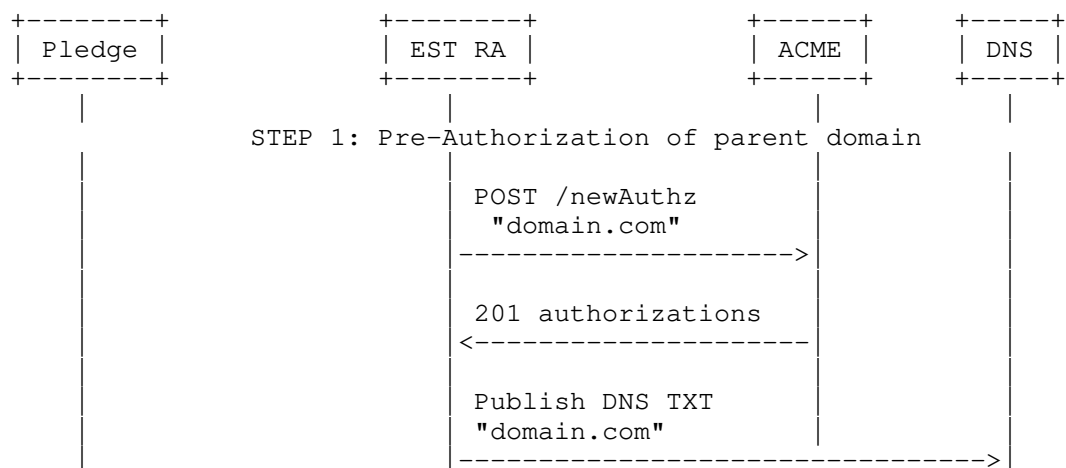 Pledge EST RA ACME DNS
STEP 1: Pre-Authorization of parent domain
POST /newAuthz
"domain.com"
201 authorizations
Publish DNS TXT
"domain.com"